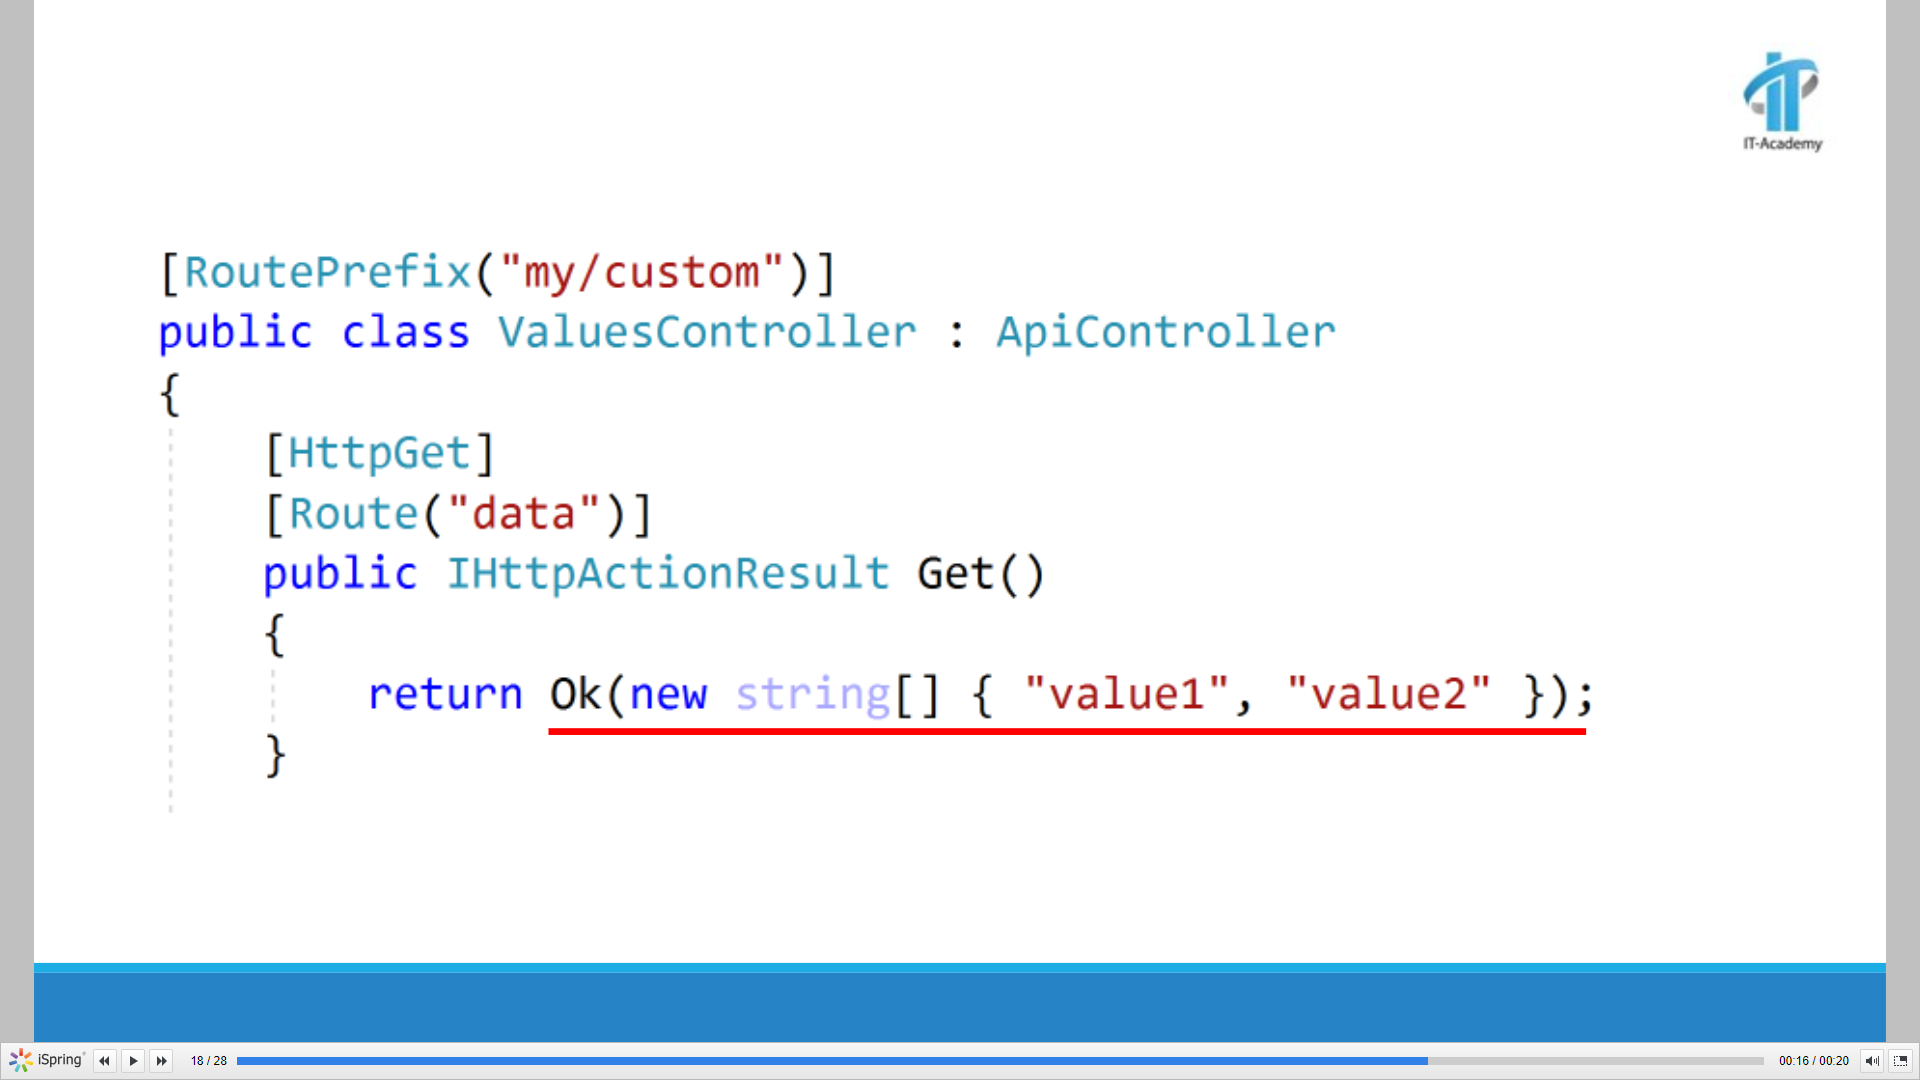 IT-Academy
[RoutePrefix("my/custom")]
public class ValuesController : ApiController
{
[HttpGet]
[Route("data")]
public IHttpActionResult Get()
{
return Ok(new string[] { "value1", "value2" });
}
iSpring 18 / 28 00:16 / 00:20